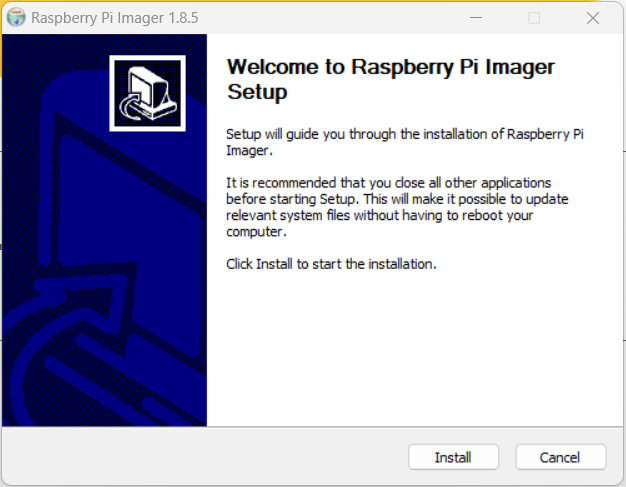 Raspberry Pi Imager 1.8.5
Welcome to Raspberry Pi Imager
Setup
Setup will guide you through the installation of Raspberry Pi
Imager.
It is recommended that you close all other applications
before starting Setup. This will make it possible to update
relevant system files without having to reboot your
computer.
Click Install to start the installation.
Install
Cancel